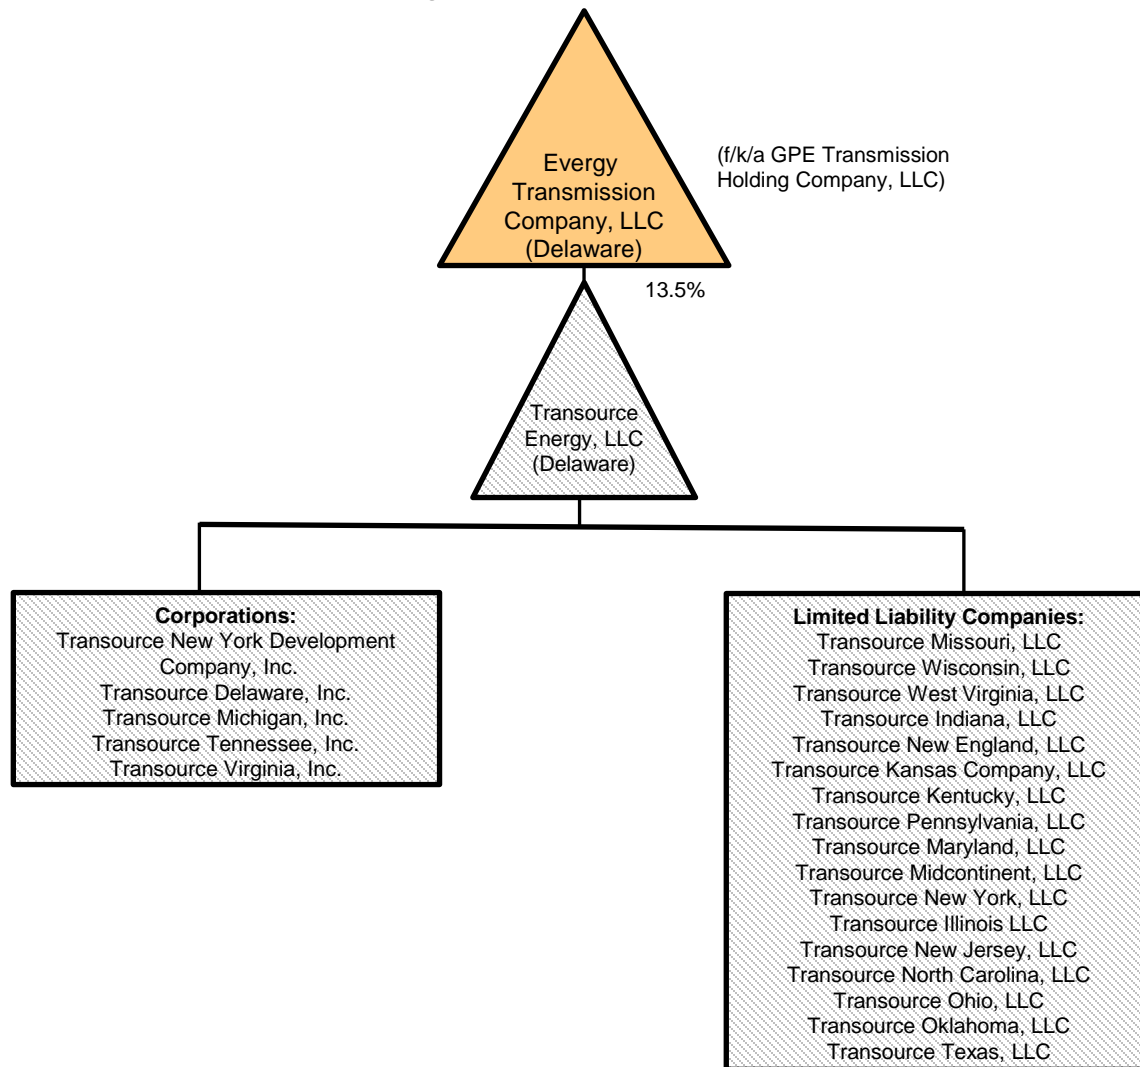 Evergy
Transmission
Company, LLC
(Delaware)
(f/k/a GPE Transmission
Holding Company, LLC)
13.5%
Transource
Energy, LLC
(Delaware)
Corporations:
Transource New York Development
Company, Inc.
Transource Delaware, Inc.
Transource Michigan, Inc.
Transource Tennessee, Inc.
Transource Virginia, Inc.
Limited Liability Companies:
Transource Missouri, LLC
Transource Wisconsin, LLC
Transource West Virginia, LLC
Transource Indiana, LLC
Transource New England, LLC
Transource Kansas Company, LLC
Transource Kentucky, LLC
Transource Pennsylvania, LLC
Transource Maryland, LLC
Transource Midcontinent, LLC
Transource New York, LLC
Transource Illinois LLC
Transource New Jersey, LLC
Transource North Carolina, LLC
Transource Ohio, LLC
Transource Oklahoma, LLC
Transource Texas, LLC